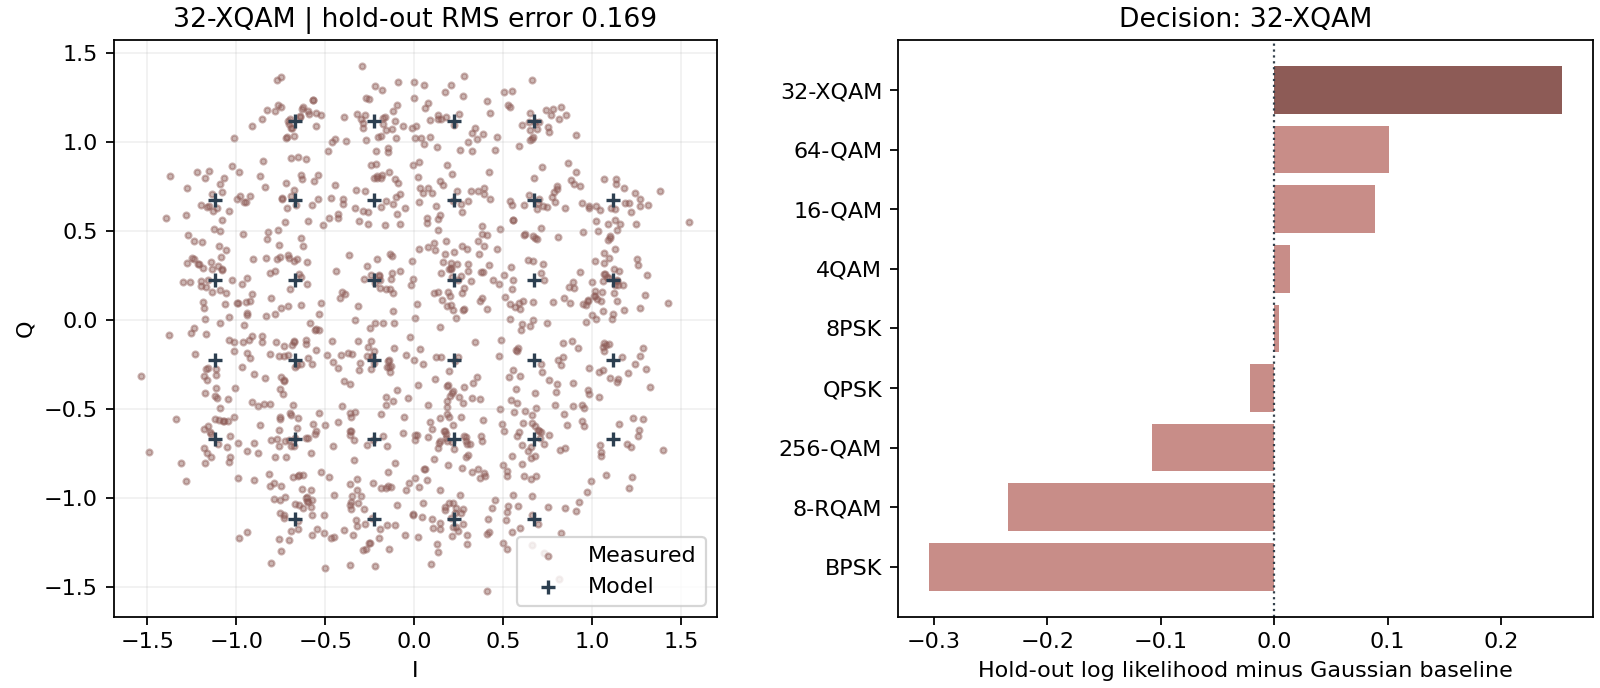 32-XQAM | hold-out RMS error 0.169
1.5
1.0
0.5
0.0
−0.5
−1.0
−1.5
Q
−1.5
−1.0
−0.5
0.0
0.5
1.0
1.5
I
Measured
Model
Decision: 32-XQAM
32-XQAM
64-QAM
16-QAM
4QAM
8PSK
QPSK
256-QAM
8-RQAM
BPSK
−0.3
−0.2
−0.1
0.0
0.1
0.2
Hold-out log likelihood minus Gaussian baseline